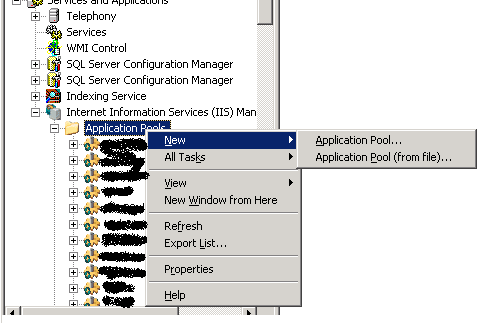 Services and Applications
Telephony
Services
WMI Control
SQL Server Configuration Manager
SQL Server Configuration Manager
Indexing Service
Internet Information Services (IIS) Man
Application Pools
New
All Tasks
View
New Window from Here
Refresh
Export List...
Properties
Help
Application Pool...
Application Pool (from file)...